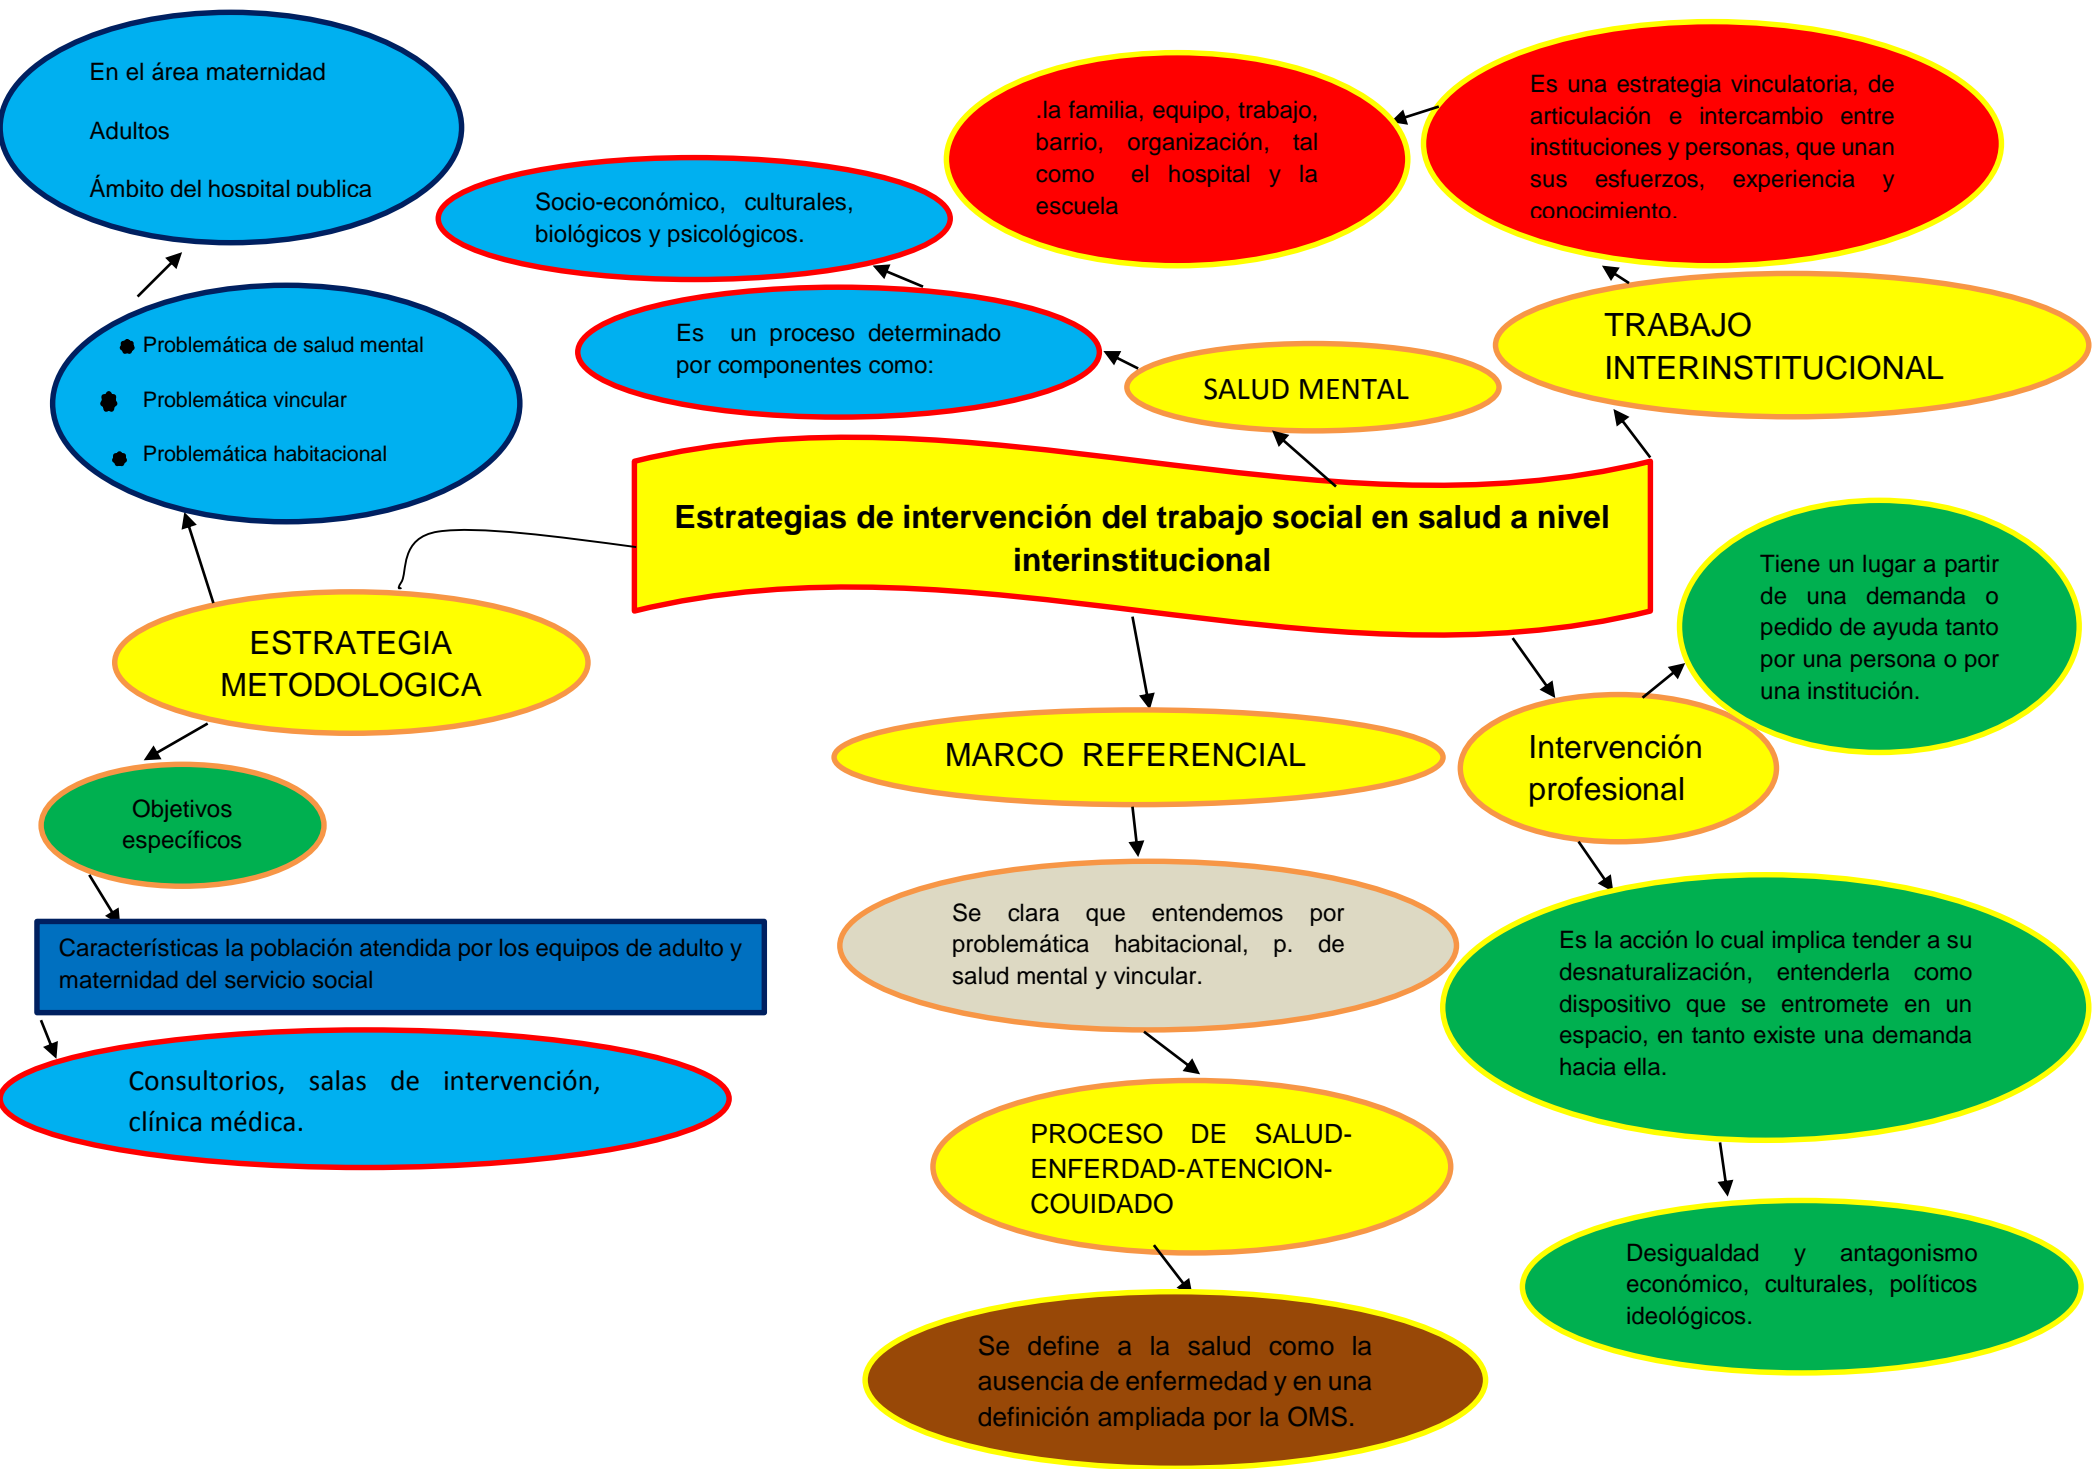 En el área maternidad
Adultos
Ámbito del hospital publica
.la familia, equipo, trabajo,
barrio, organización, tal
como el hospital y la
escuela
Es una estrategia vinculatoria, de
articulación e intercambio entre
instituciones y personas, que unan
sus esfuerzos, experiencia y
conocimiento.
Socio-económico, culturales,
biológicos y psicológicos.
Es un proceso determinado
por componentes como:
SALUD MENTAL
TRABAJO
INTERINSTITUCIONAL
Problemática de salud mental
Problemática vincular
Problemática habitacional
Estrategias de intervención del trabajo social en salud a nivel
interinstitucional
Tiene un lugar a partir
de una demanda o
pedido de ayuda tanto
por una persona o por
una institución.
ESTRATEGIA
METODOLOGICA
MARCO REFERENCIAL
Intervención
profesional
Objetivos
específicos
Características la población atendida por los equipos de adulto y
maternidad del servicio social
Consultorios, salas de intervención,
clínica médica.
Se clara que entendemos por
problemática habitacional, p. de
salud mental y vincular.
Es la acción lo cual implica tender a su
desnaturalización, entenderla como
dispositivo que se entromete en un
espacio, en tanto existe una demanda
hacia ella.
PROCESO DE SALUD-
ENFERDAD-ATENCION-
COUIDADO
Desigualdad y antagonismo
económico, culturales, políticos
ideológicos.
Se define a la salud como la
ausencia de enfermedad y en una
definición ampliada por la OMS.